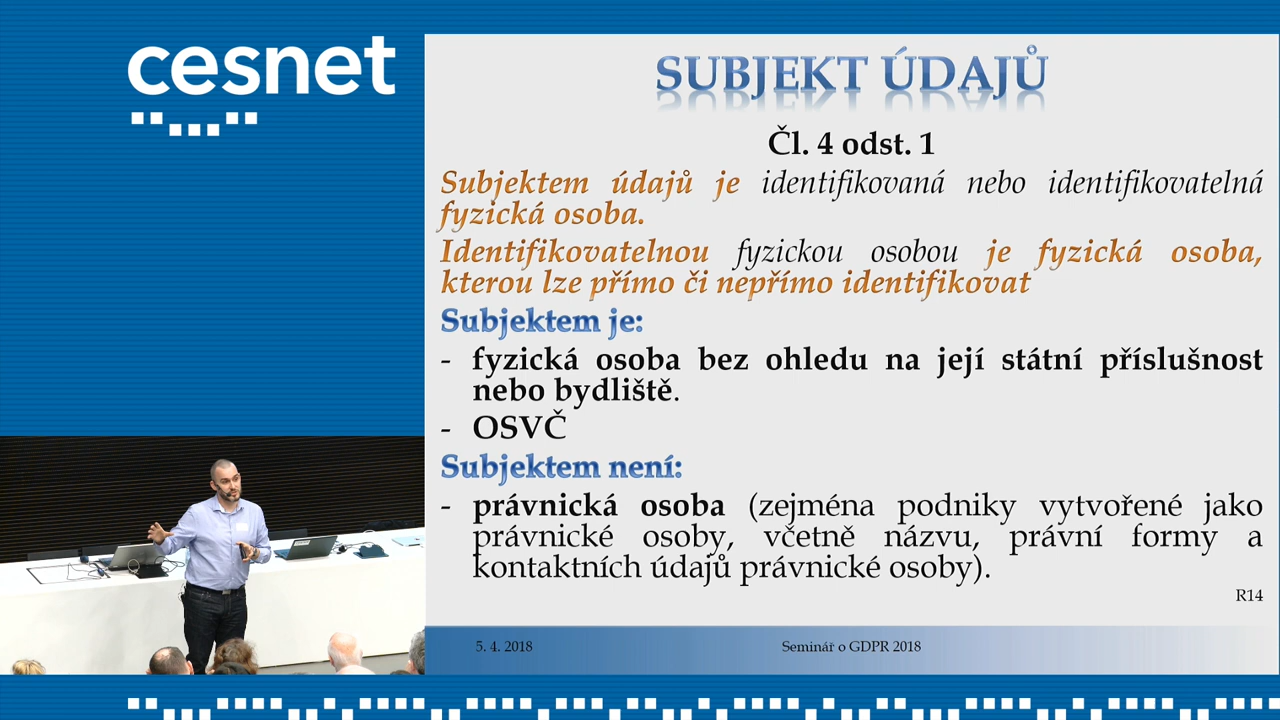 cesnet
SUBJEKT ÚDAJŮ
Čl. 4 odst. 1
Subjektem údajů je identifikovaná nebo identifikovatelná
fyzická osoba.
Identifikovatelnou fyzickou osobou je fyzická osoba,
kterou lze přímo či nepřímo identifikovat
Subjektem je:
- fyzická osoba bez ohledu na její státní příslušnost
nebo bydliště.
- OSVČ
Subjektem není:
- právnická osoba (zejména podniky vytvořené jako
právnické osoby, včetně názvu, právní formy a
kontaktních údajů právnické osoby).
R14
5. 4. 2018
Seminář o GDPR 2018